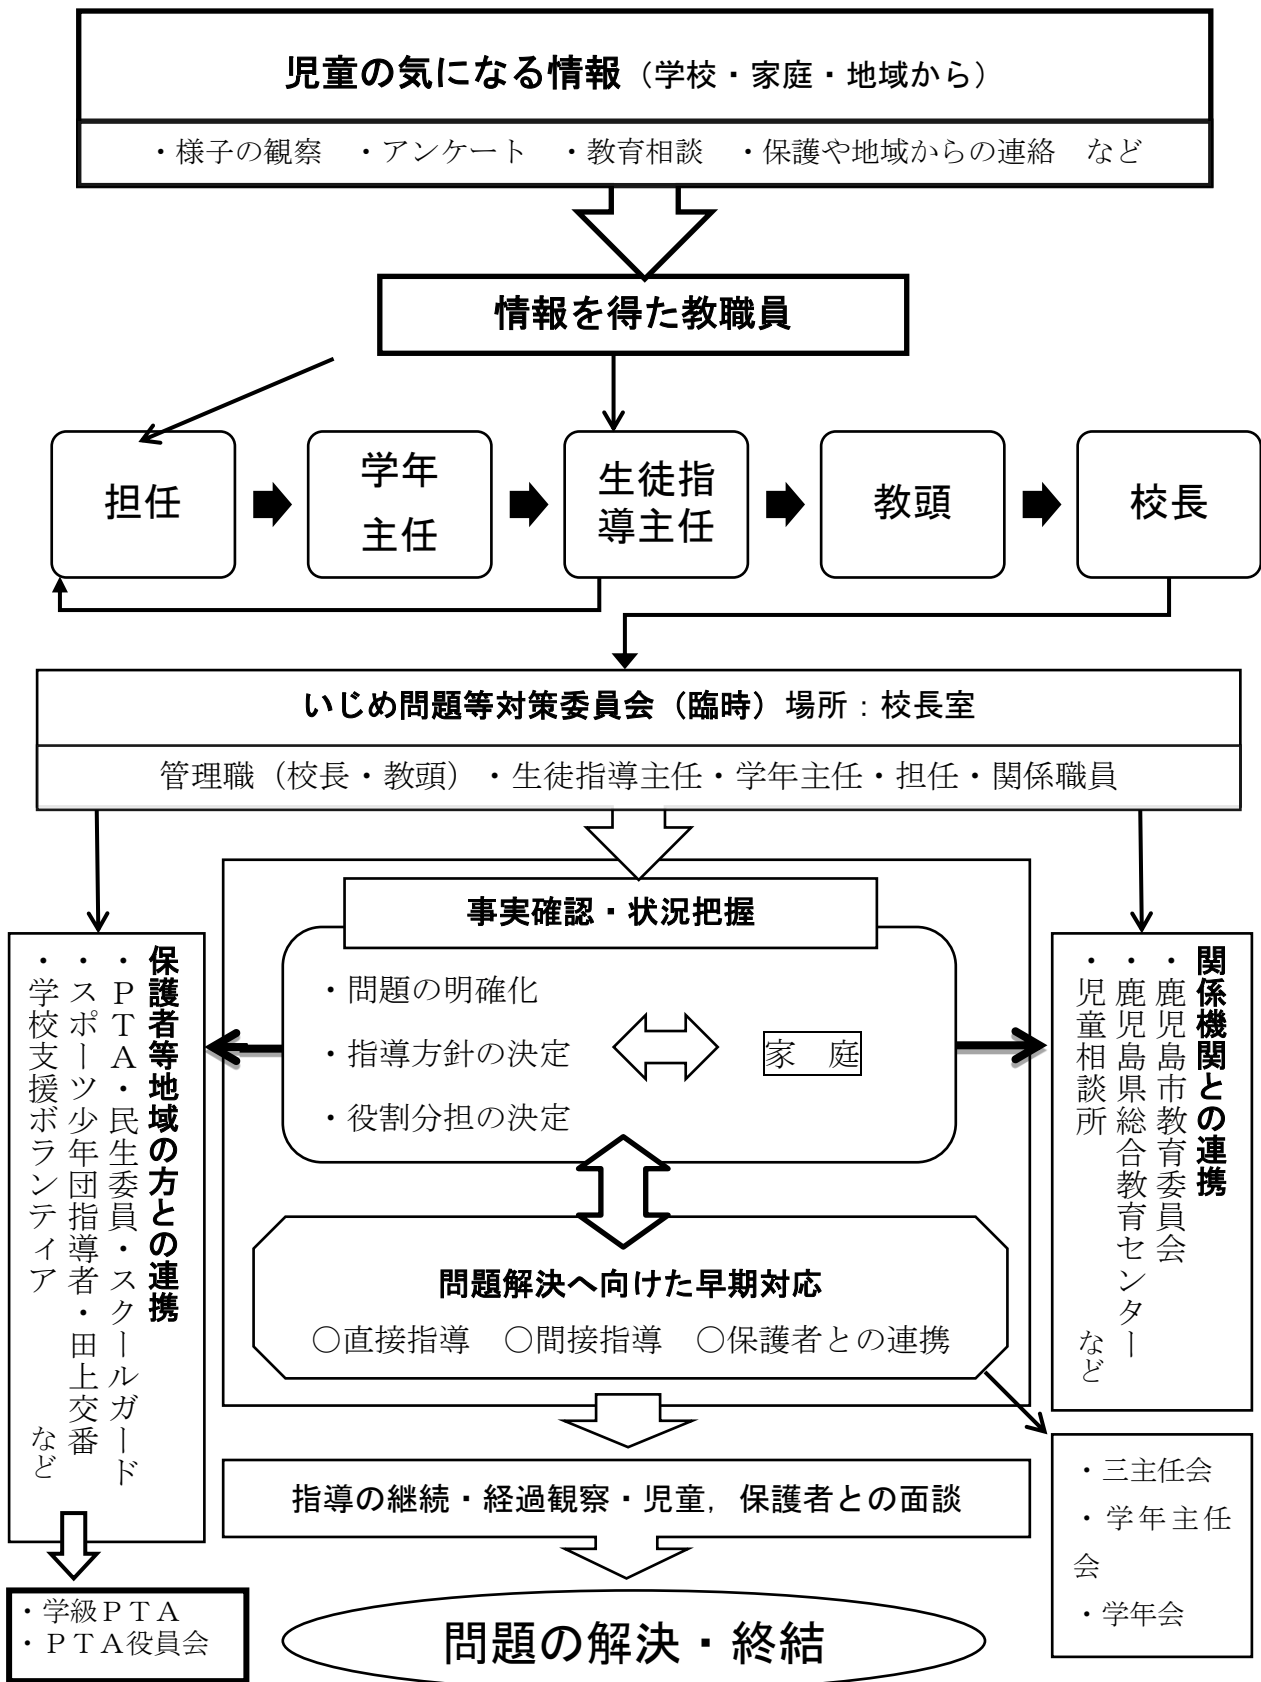 児童の気になる情報（学校・家庭・地域から）
・様子の観察　・アンケート　・教育相談　・保護や地域からの連絡　など
情報を得た教職員
担任
学年
主任
生徒指
導主任
教頭
校長
いじめ問題等対策委員会（臨時）場所：校長室
管理職（校長・教頭）・生徒指導主任・学年主任・担任・関係職員
事実確認・状況把握
・問題の明確化
・指導方針の決定
・役割分担の決定
家　庭
保護者等地域の方との連携
・ＰＴＡ・民生委員・スクールガード
・スポーツ少年団指導者・田上交番
・学校支援ボランティア　　など
関係機関との連携
・鹿児島市教育委員会
・鹿児島県総合教育センター
・児童相談所　　など
問題解決へ向けた早期対応
○直接指導　○間接指導　○保護者との連携
指導の継続・経過観察・児童，保護者との面談
・三主任会
・学年主任
会
・学年会
・学級ＰＴＡ
・ＰＴＡ役員会
問題の解決・終結